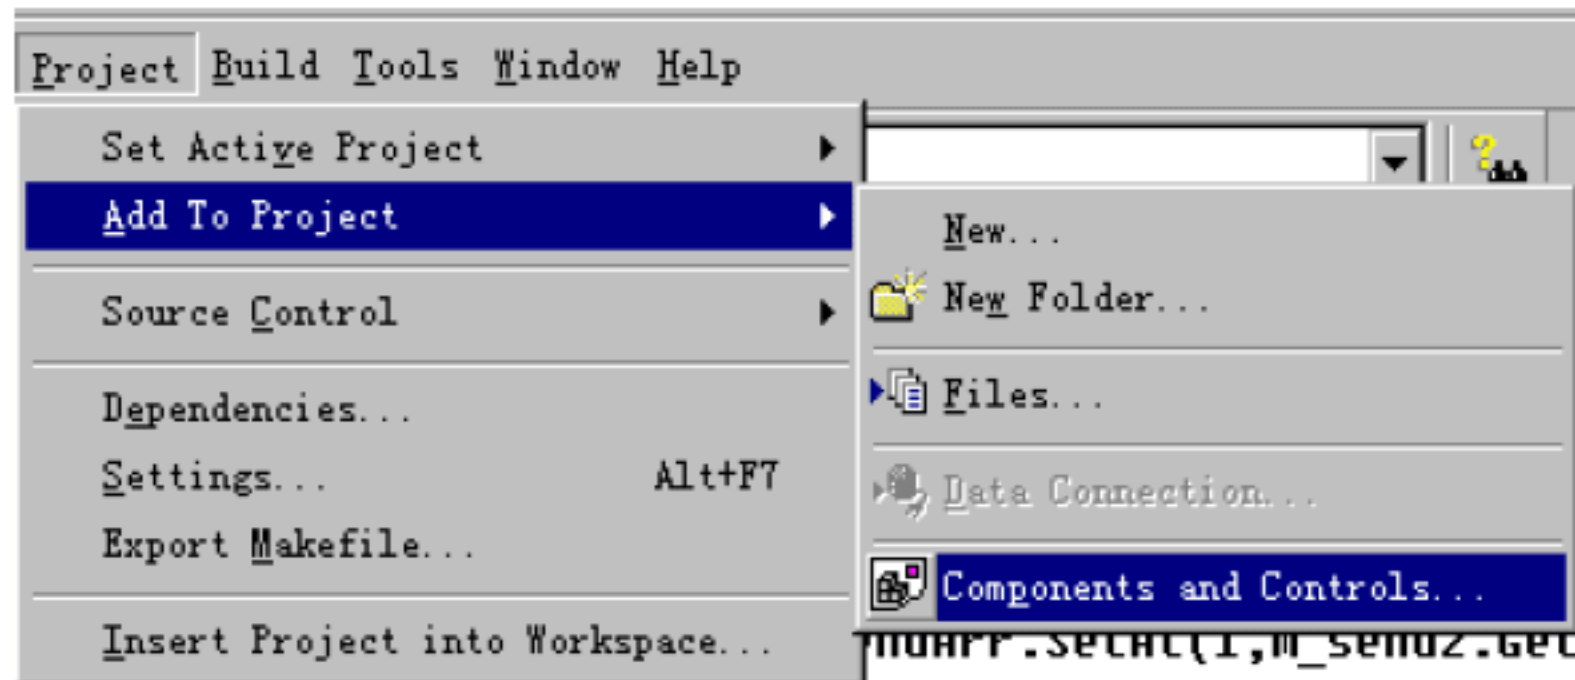 Project Build Tools Window Help
Set Active Project
Add To Project
Source Control
Dependencies...
Settings... Alt+F7
Export Makefile...
Insert Project into Workspace...
New...
New Folder...
Files...
Data Connection...
Components and Controls...